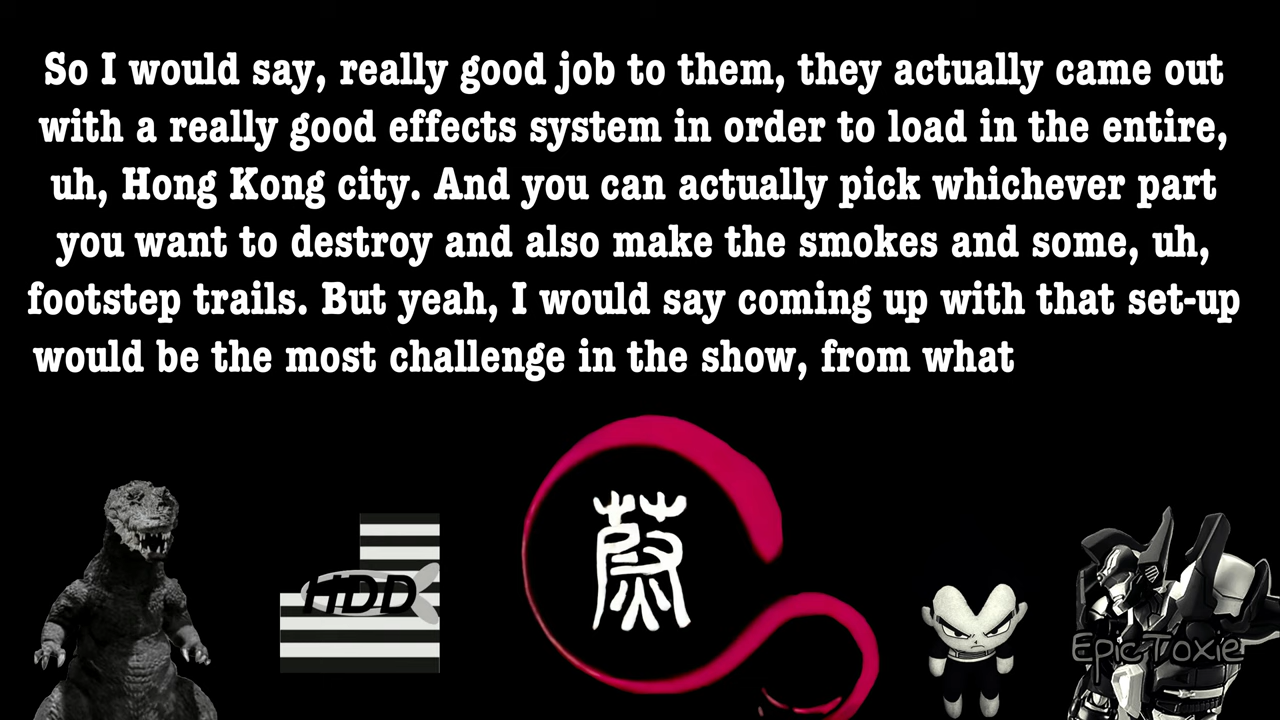 So I would say, really good job to them, they actually came out
with a really good effects system in order to load in the entire,
uh, Hong Kong city. And you can actually pick whichever part
you want to destroy and also make the smokes and some, uh,
footstep trails. But yeah, I would say coming up with that set-up
would be the most challenge in the show, from what
HDD
蔚
EpicToxie